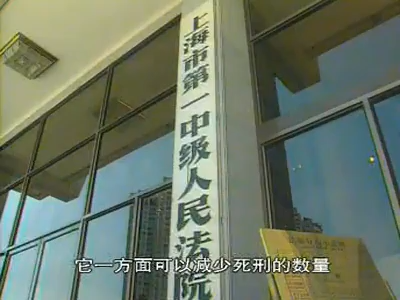 上海市第一中级人民法院
它一方面可以减少死刑的数量